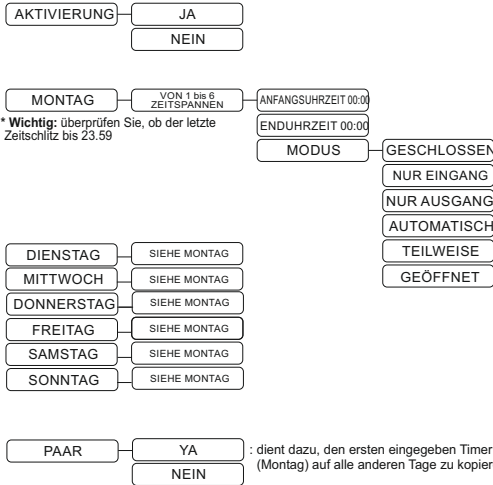 AKTIVIERUNG
JA
NEIN
MONTAG
VON 1 bis 6
ZEITSPANNEN
ANFANGSUHRZEIT 00:00
* Wichtig: überprüfen Sie, ob der letzte
Zeitschlitz bis 23.59
ENDUHRZEIT 00:00
MODUS
GESCHLOSSEN
NUR EINGANG
NUR AUSGANG
AUTOMATISCH
TEILWEISE
GEÖFFNET
DIENSTAG
SIEHE MONTAG
MITTWOCH
SIEHE MONTAG
DONNERSTAG
SIEHE MONTAG
FREITAG
SIEHE MONTAG
SAMSTAG
SIEHE MONTAG
SONNTAG
SIEHE MONTAG
PAAR
YA
NEIN
: dient dazu, den ersten eingegeben Timer
(Montag) auf alle anderen Tage zu kopier